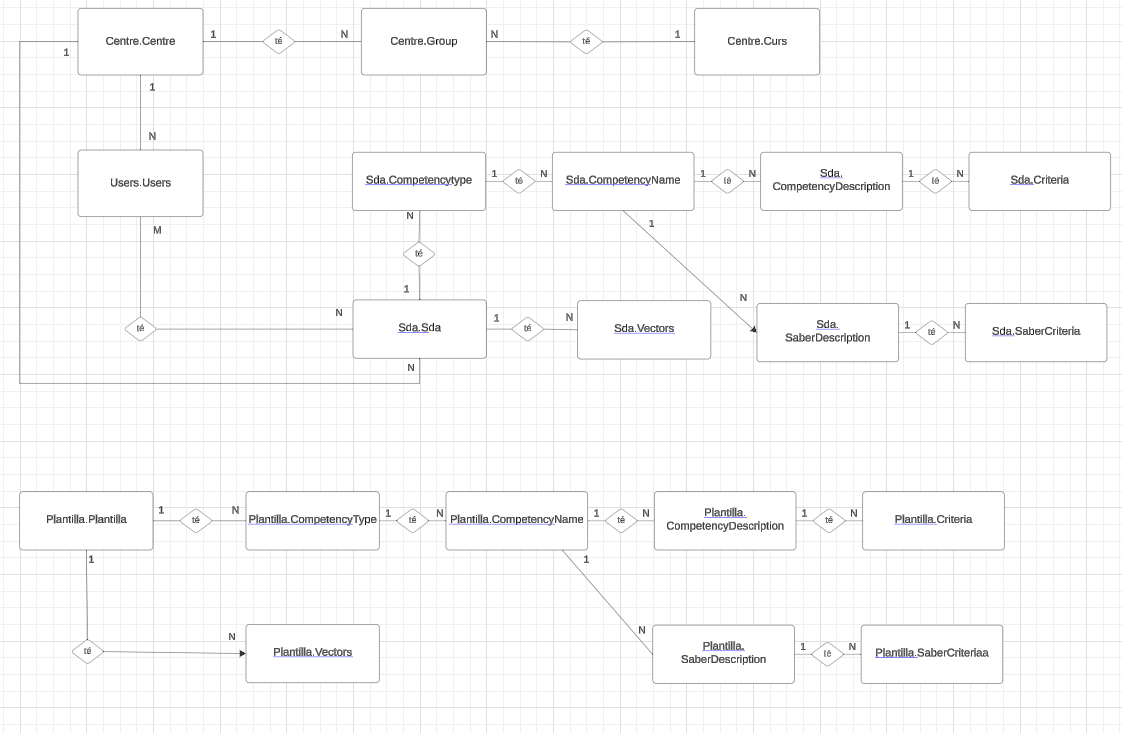 Centre.Centre
1
té
N
Centre.Group
N
té
1
Centre.Curs
1
1
N
Users.Users
M
Sda.Competencytype
1
té
N
Sda.CompetencyName
1
té
N
Sda.
CompetencyDescription
1
té
N
Sda.Criteria
N
té
1
1
N
té
N
Sda.Sda
1
té
N
Sda.Vectors
Sda.
SaberDescription
1
té
N
Sda.SaberCriteria
N
Plantilla.Plantilla
1
té
N
Plantilla.CompetencyType
1
té
N
Plantilla.CompetencyName
1
té
N
Plantilla.
CompetencyDescription
1
té
N
Plantilla.Criteria
1
1
té
N
Plantilla.Vectors
N
Plantilla.
SaberDescription
1
té
N
Plantilla.SaberCriteriaa